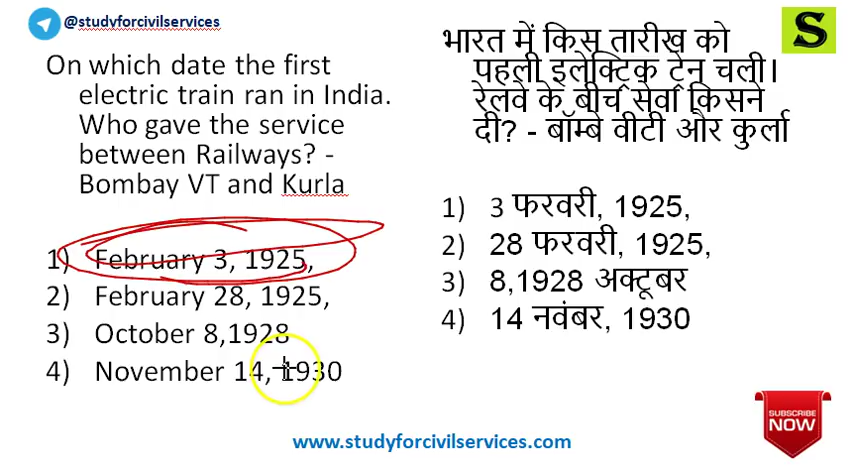 @studyforcivilservices
On which date the first
electric train ran in India.
Who gave the service
between Railways? -
Bombay VT and Kurla
1) February 3, 1925,
2) February 28, 1925,
3) October 8,1928
4) November 14, 1930
S
भारत में किस तारीख को
पहली इलेक्ट्रिक ट्रेन चली।
रेलवे के बीच सेवा किसने
दी? - बॉम्बे वीटी और कुर्ला
1) 3 फरवरी, 1925,
2) 28 फरवरी, 1925,
3) 8,1928 अक्टूबर
4) 14 नवंबर, 1930
SUBSCRIBE
NOW
www.studyforcivilservices.com